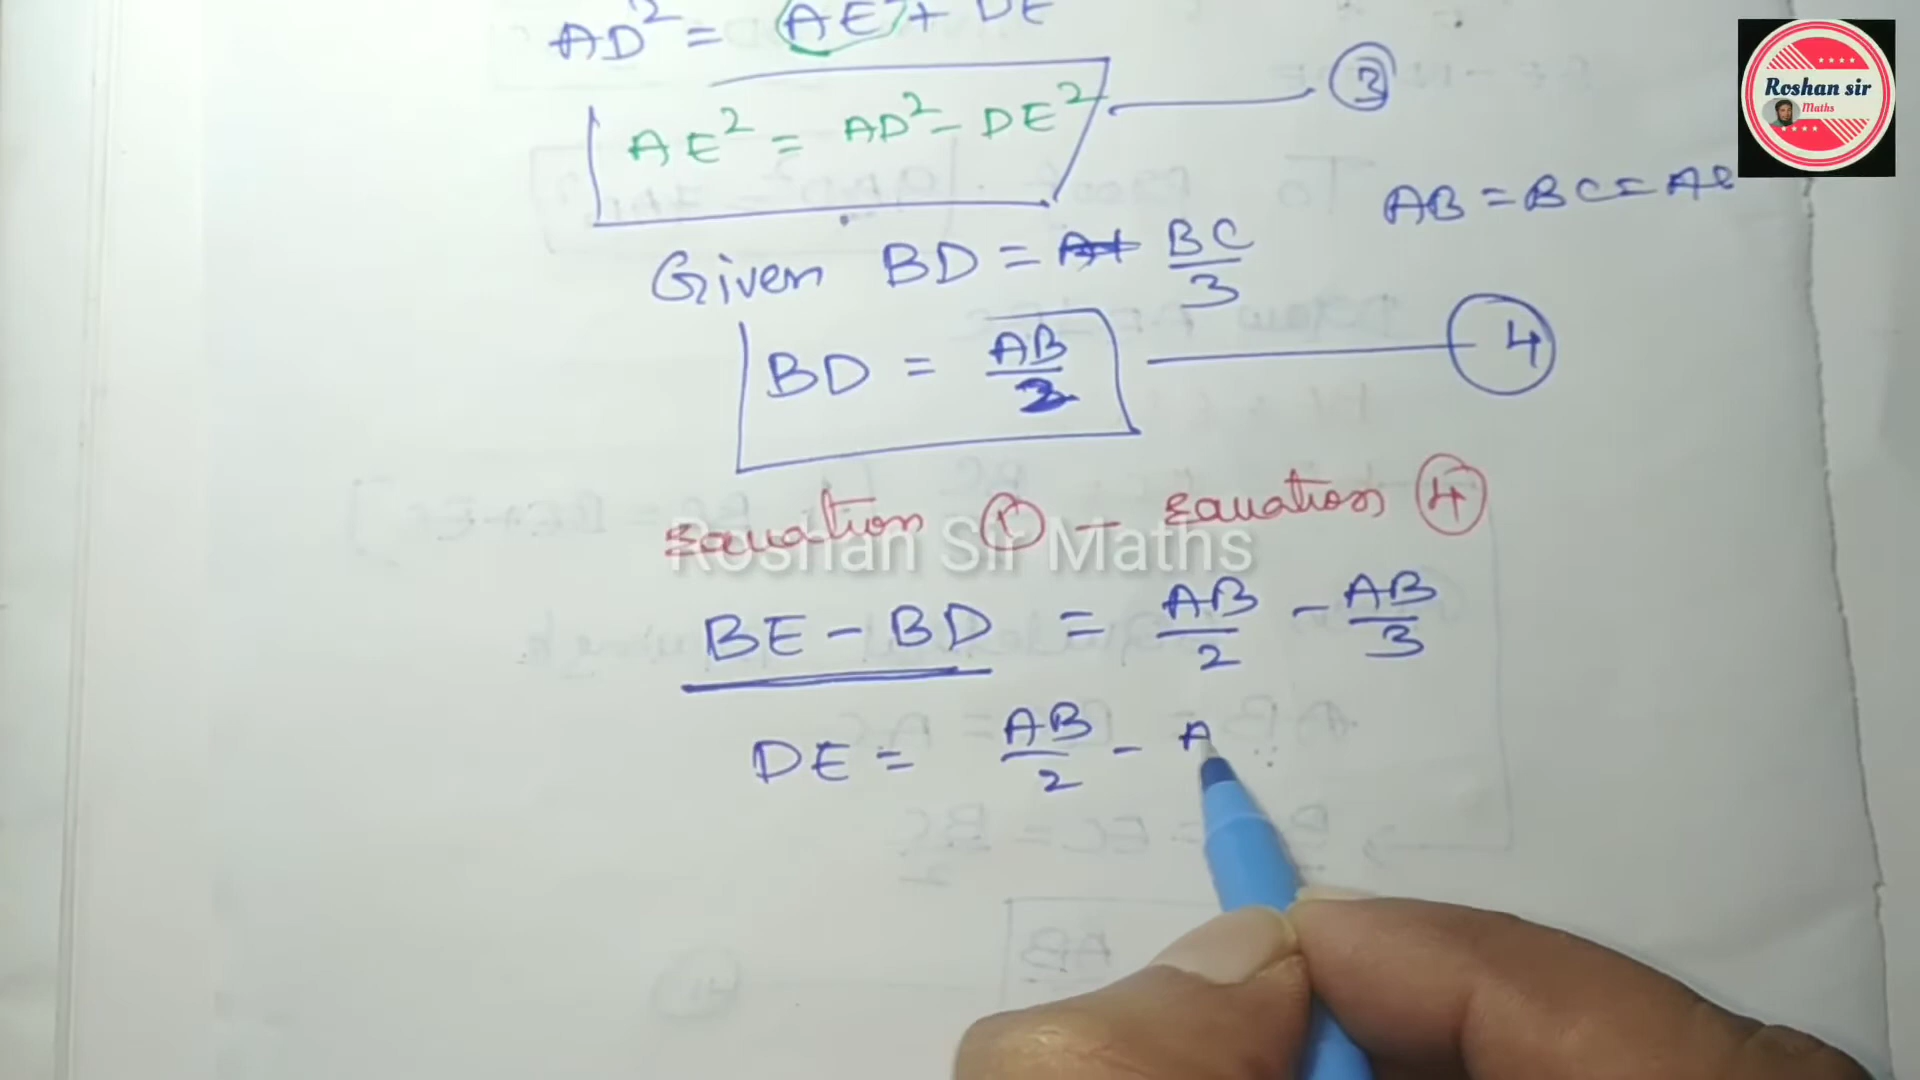 AD² = AE² + DE
Roshan sir
Maths
AE² = AD² - DE² 3
AB = BC = AC
Given BD = BC/3
BD = AB/3 4
Equation 1 - Equation 4
Roshan Sir Maths
BE - BD = AB/2 - AB/3
DE = AB/2 - A